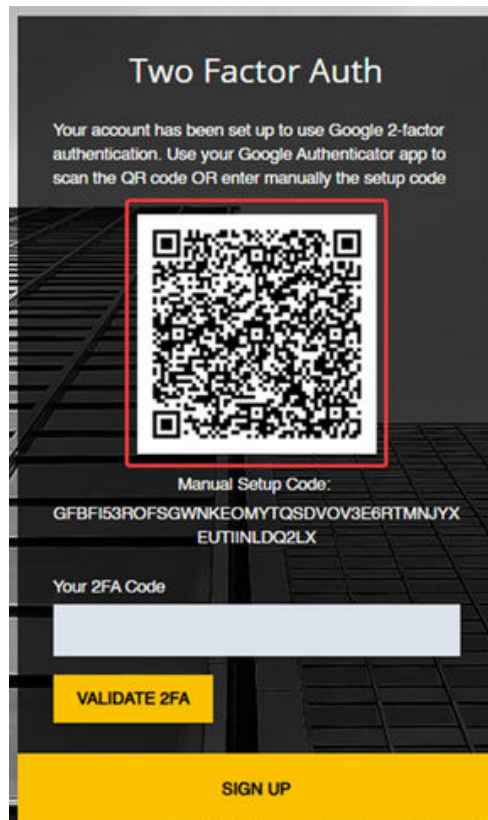 Two Factor Auth
Your account has been set up to use Google 2-factor
authentication. Use your Google Authenticator app to
scan the QR code OR enter manually the setup code
Manual Setup Code:
GFBFI53ROFSGWNKEOMYTQSDVOV3E6RTMNJYX
EUTIINLDQ2LX
Your 2FA Code
VALIDATE 2FA
SIGN UP